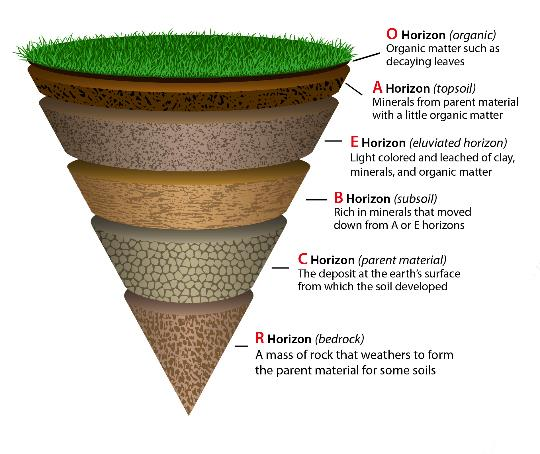 O Horizon (organic)
Organic matter such as
decaying leaves
A Horizon (topsoil)
Minerals from parent material
with a little organic matter
E Horizon (eluviated horizon)
Light colored and leached of clay,
minerals, and organic matter
B Horizon (subsoil)
Rich in minerals that moved
down from A or E horizons
C Horizon (parent material)
The deposit at the earth's surface
from which the soil developed
R Horizon (bedrock)
A mass of rock that weathers to form
the parent material for some soils